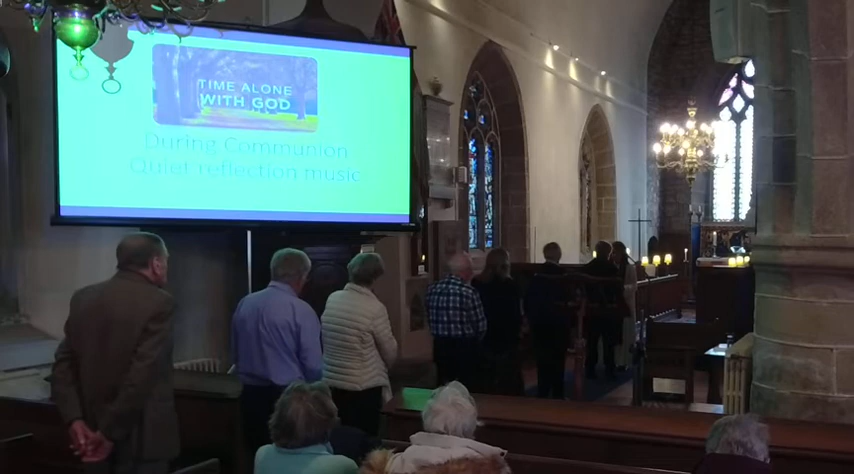 TIME ALONE
WITH GOD
During Communion
Quiet reflection music